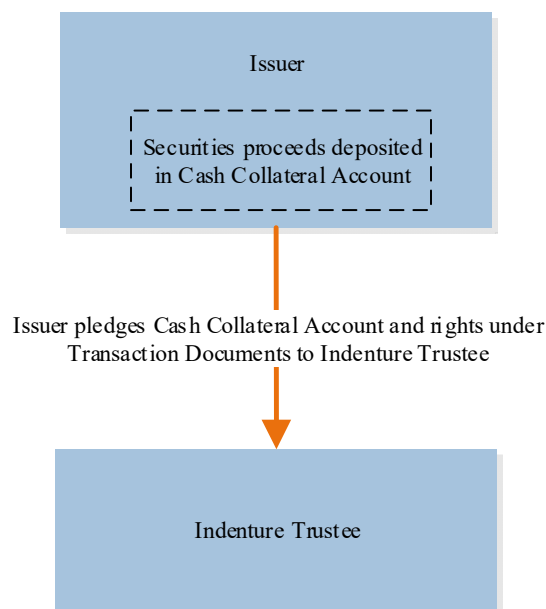 Issuer
Securities proceeds deposited
in Cash Collateral Account
Issuer pledges Cash Collateral Account and rights under
Transaction Documents to Indenture Trustee
Indenture Trustee